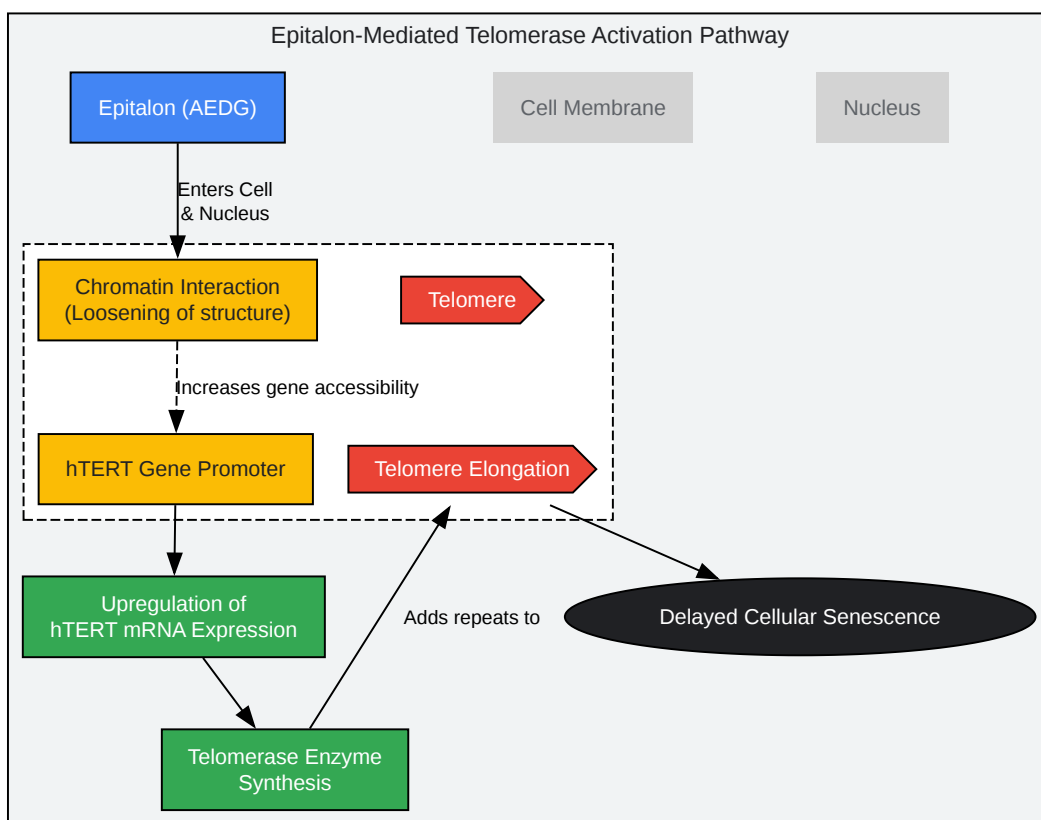 Epitalon-Mediated Telomerase Activation Pathway
Epitalon (AEDG)
Cell Membrane
Nucleus
Enters Cell
& Nucleus
Chromatin Interaction
(Loosening of structure)
Telomere
Increases gene accessibility
hTERT Gene Promoter
Telomere Elongation
Upregulation of
hTERT mRNA Expression
Adds repeats to
Delayed Cellular Senescence
Telomerase Enzyme
Synthesis